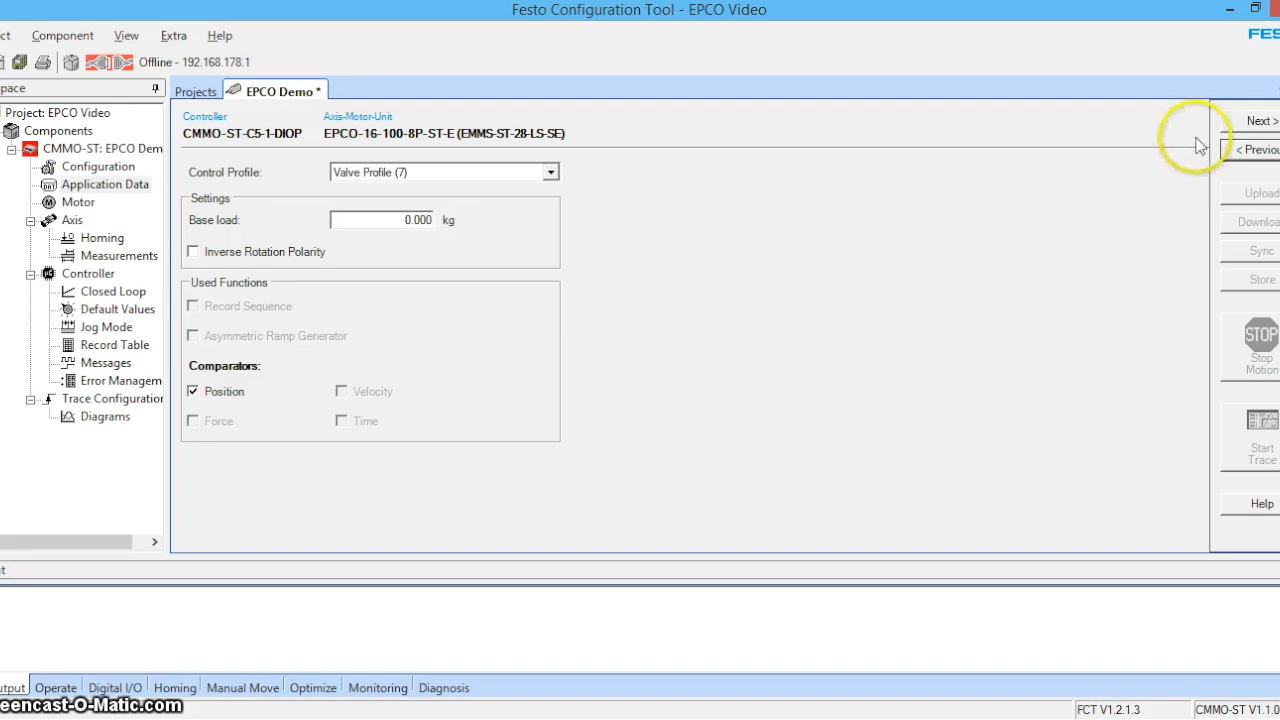 Festo Configuration Tool - EPCO Video
ct Component View Extra Help
FES
Offline - 192.168.178.1
pace
Projects EPCO Demo *
Project: EPCO Video
Components
CMMO-ST: EPCO Dem
Configuration
Application Data
Motor
Axis
Homing
Measurements
Controller
Closed Loop
Default Values
Jog Mode
Record Table
Messages
Error Managem
Trace Configuration
Diagrams
Controller Axis-Motor-Unit
CMMO-ST-C5-1-DIOP EPCO-16-100-8P-ST-E (EMMS-ST-28-LS-SE)
Control Profile: Valve Profile (7)
Settings
Base load: 0.000 kg
Inverse Rotation Polarity
Used Functions
Record Sequence
Asymmetric Ramp Generator
Comparators:
Position Velocity
Force Time
Next >
< Previou
Upload
Downloa
Sync
Store
STOP
Stop
Motion
Start
Trace
Help
ut
utput Operate Digital I/O Homing Manual Move Optimize Monitoring Diagnosis
reencast-O-Matic.com
FCT V1.2.1.3 CMMO-ST V1.1.0